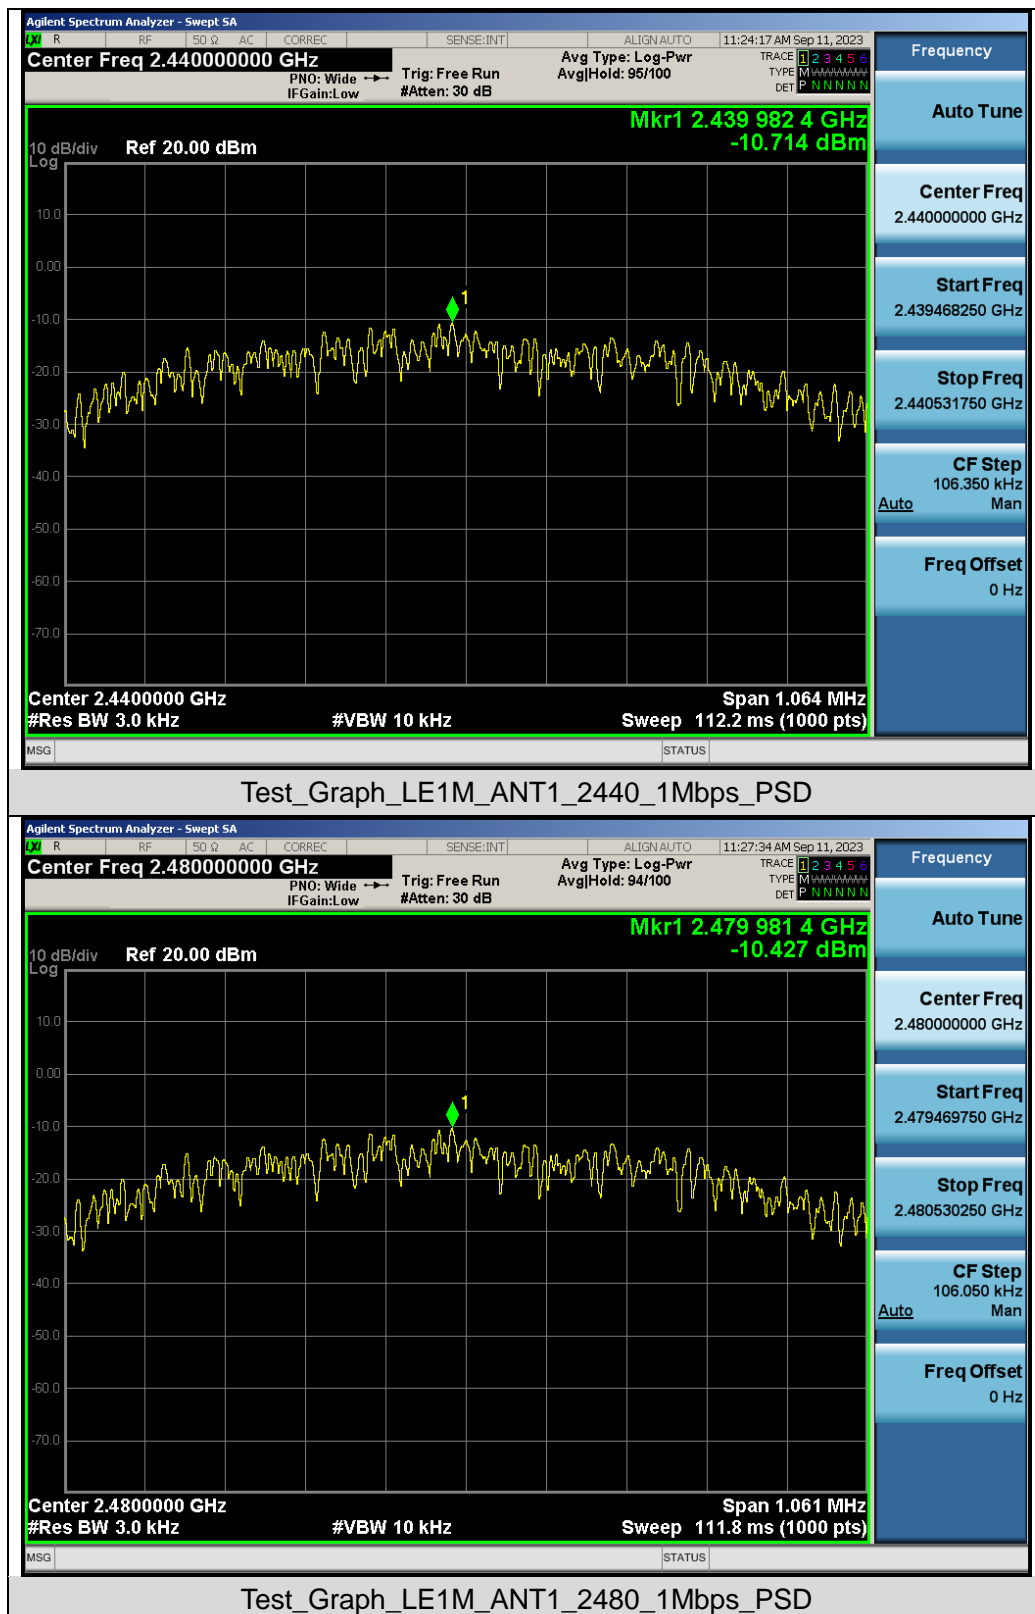 Agilent Spectrum Analyzer - Swept SA
LXI R RF 50 Ω AC CORREC SENSE:INT ALIGN AUTO 11:24:17 AM Sep 11, 2023
Center Freq 2.440000000 GHz
PNO: Wide
IFGain:Low
Trig: Free Run
#Atten: 30 dB
Avg Type: Log-Pwr
Avg|Hold: 95/100
TRACE 1 2 3 4 5 6
TYPE M
DET P N N N N N
Mkr1 2.439 982 4 GHz
-10.714 dBm
10 dB/div Ref 20.00 dBm
Log
10.0
0.00
-10.0
1
-20.0
-30.0
-40.0
-50.0
-60.0
-70.0
Center 2.4400000 GHz Span 1.064 MHz
#Res BW 3.0 kHz #VBW 10 kHz Sweep 112.2 ms (1000 pts)
MSG STATUS
Frequency
Auto Tune
Center Freq
2.440000000 GHz
Start Freq
2.439468250 GHz
Stop Freq
2.440531750 GHz
CF Step
106.350 kHz
Auto Man
Freq Offset
0 Hz
Test_Graph_LE1M_ANT1_2440_1Mbps_PSD
Agilent Spectrum Analyzer - Swept SA
LXI R RF 50 Ω AC CORREC SENSE:INT ALIGN AUTO 11:27:34 AM Sep 11, 2023
Center Freq 2.480000000 GHz
PNO: Wide
IFGain:Low
Trig: Free Run
#Atten: 30 dB
Avg Type: Log-Pwr
Avg|Hold: 94/100
TRACE 1 2 3 4 5 6
TYPE M
DET P N N N N N
Mkr1 2.479 981 4 GHz
-10.427 dBm
10 dB/div Ref 20.00 dBm
Log
10.0
0.00
-10.0
1
-20.0
-30.0
-40.0
-50.0
-60.0
-70.0
Center 2.4800000 GHz Span 1.061 MHz
#Res BW 3.0 kHz #VBW 10 kHz Sweep 111.8 ms (1000 pts)
MSG STATUS
Frequency
Auto Tune
Center Freq
2.480000000 GHz
Start Freq
2.479469750 GHz
Stop Freq
2.480530250 GHz
CF Step
106.050 kHz
Auto Man
Freq Offset
0 Hz
Test_Graph_LE1M_ANT1_2480_1Mbps_PSD